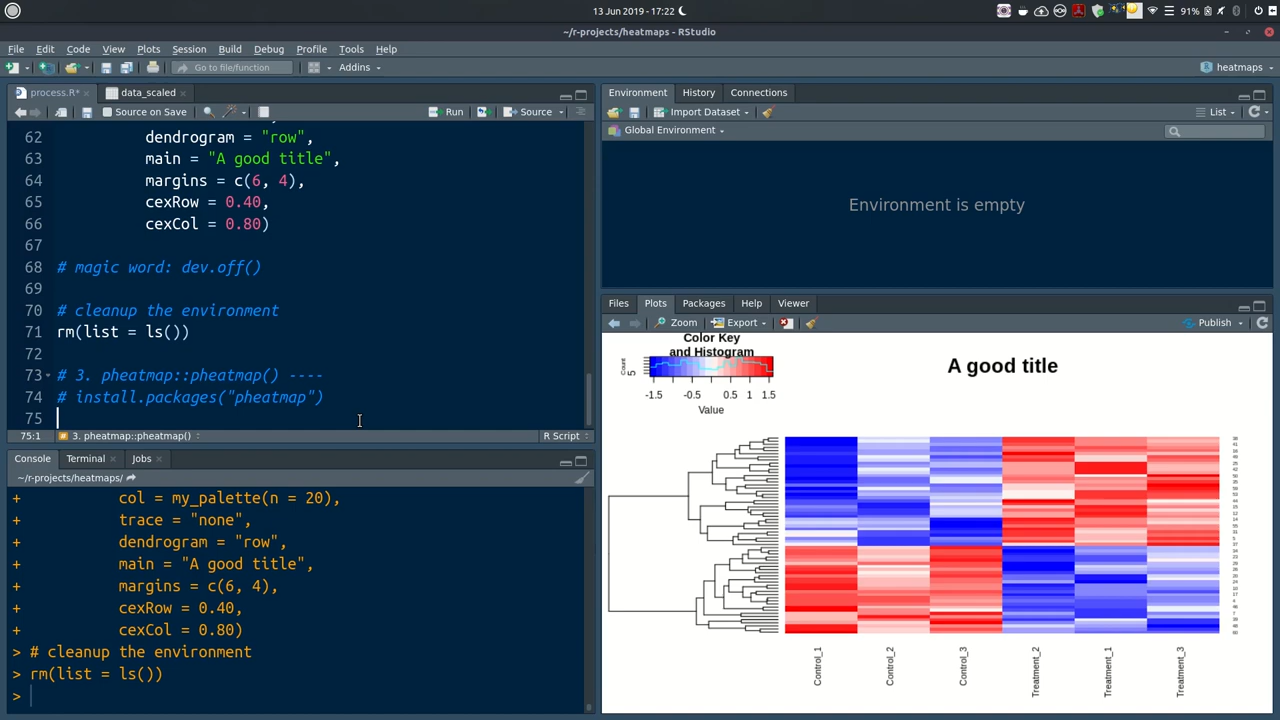 13 Jun 2019 - 17:22
91%
~/r-projects/heatmaps - RStudio
File Edit Code View Plots Session Build Debug Profile Tools Help
Go to file/function
Addins
heatmaps
process.R*
data_scaled
Source on Save
Run
Source
62 dendrogram = "row",
63 main = "A good title",
64 margins = c(6, 4),
65 cexRow = 0.40,
66 cexCol = 0.80)
67
68 # magic word: dev.off()
69
70 # cleanup the environment
71 rm(list = ls())
72
73 # 3. pheatmap::pheatmap() ----
74 # install.packages("pheatmap")
75
75:1
3. pheatmap::pheatmap()
R Script
Console Terminal Jobs
~/r-projects/heatmaps/
+ col = my_palette(n = 20),
+ trace = "none",
+ dendrogram = "row",
+ main = "A good title",
+ margins = c(6, 4),
+ cexRow = 0.40,
+ cexCol = 0.80)
> # cleanup the environment
> rm(list = ls())
>
Environment History Connections
Import Dataset
List
Global Environment
Environment is empty
Files Plots Packages Help Viewer
Zoom
Export
Publish
Color Key
and Histogram
Count
5
-1.5 -0.5 0.5 1 1.5
Value
A good title
Control_1
Control_2
Control_3
Treatment_2
Treatment_1
Treatment_3